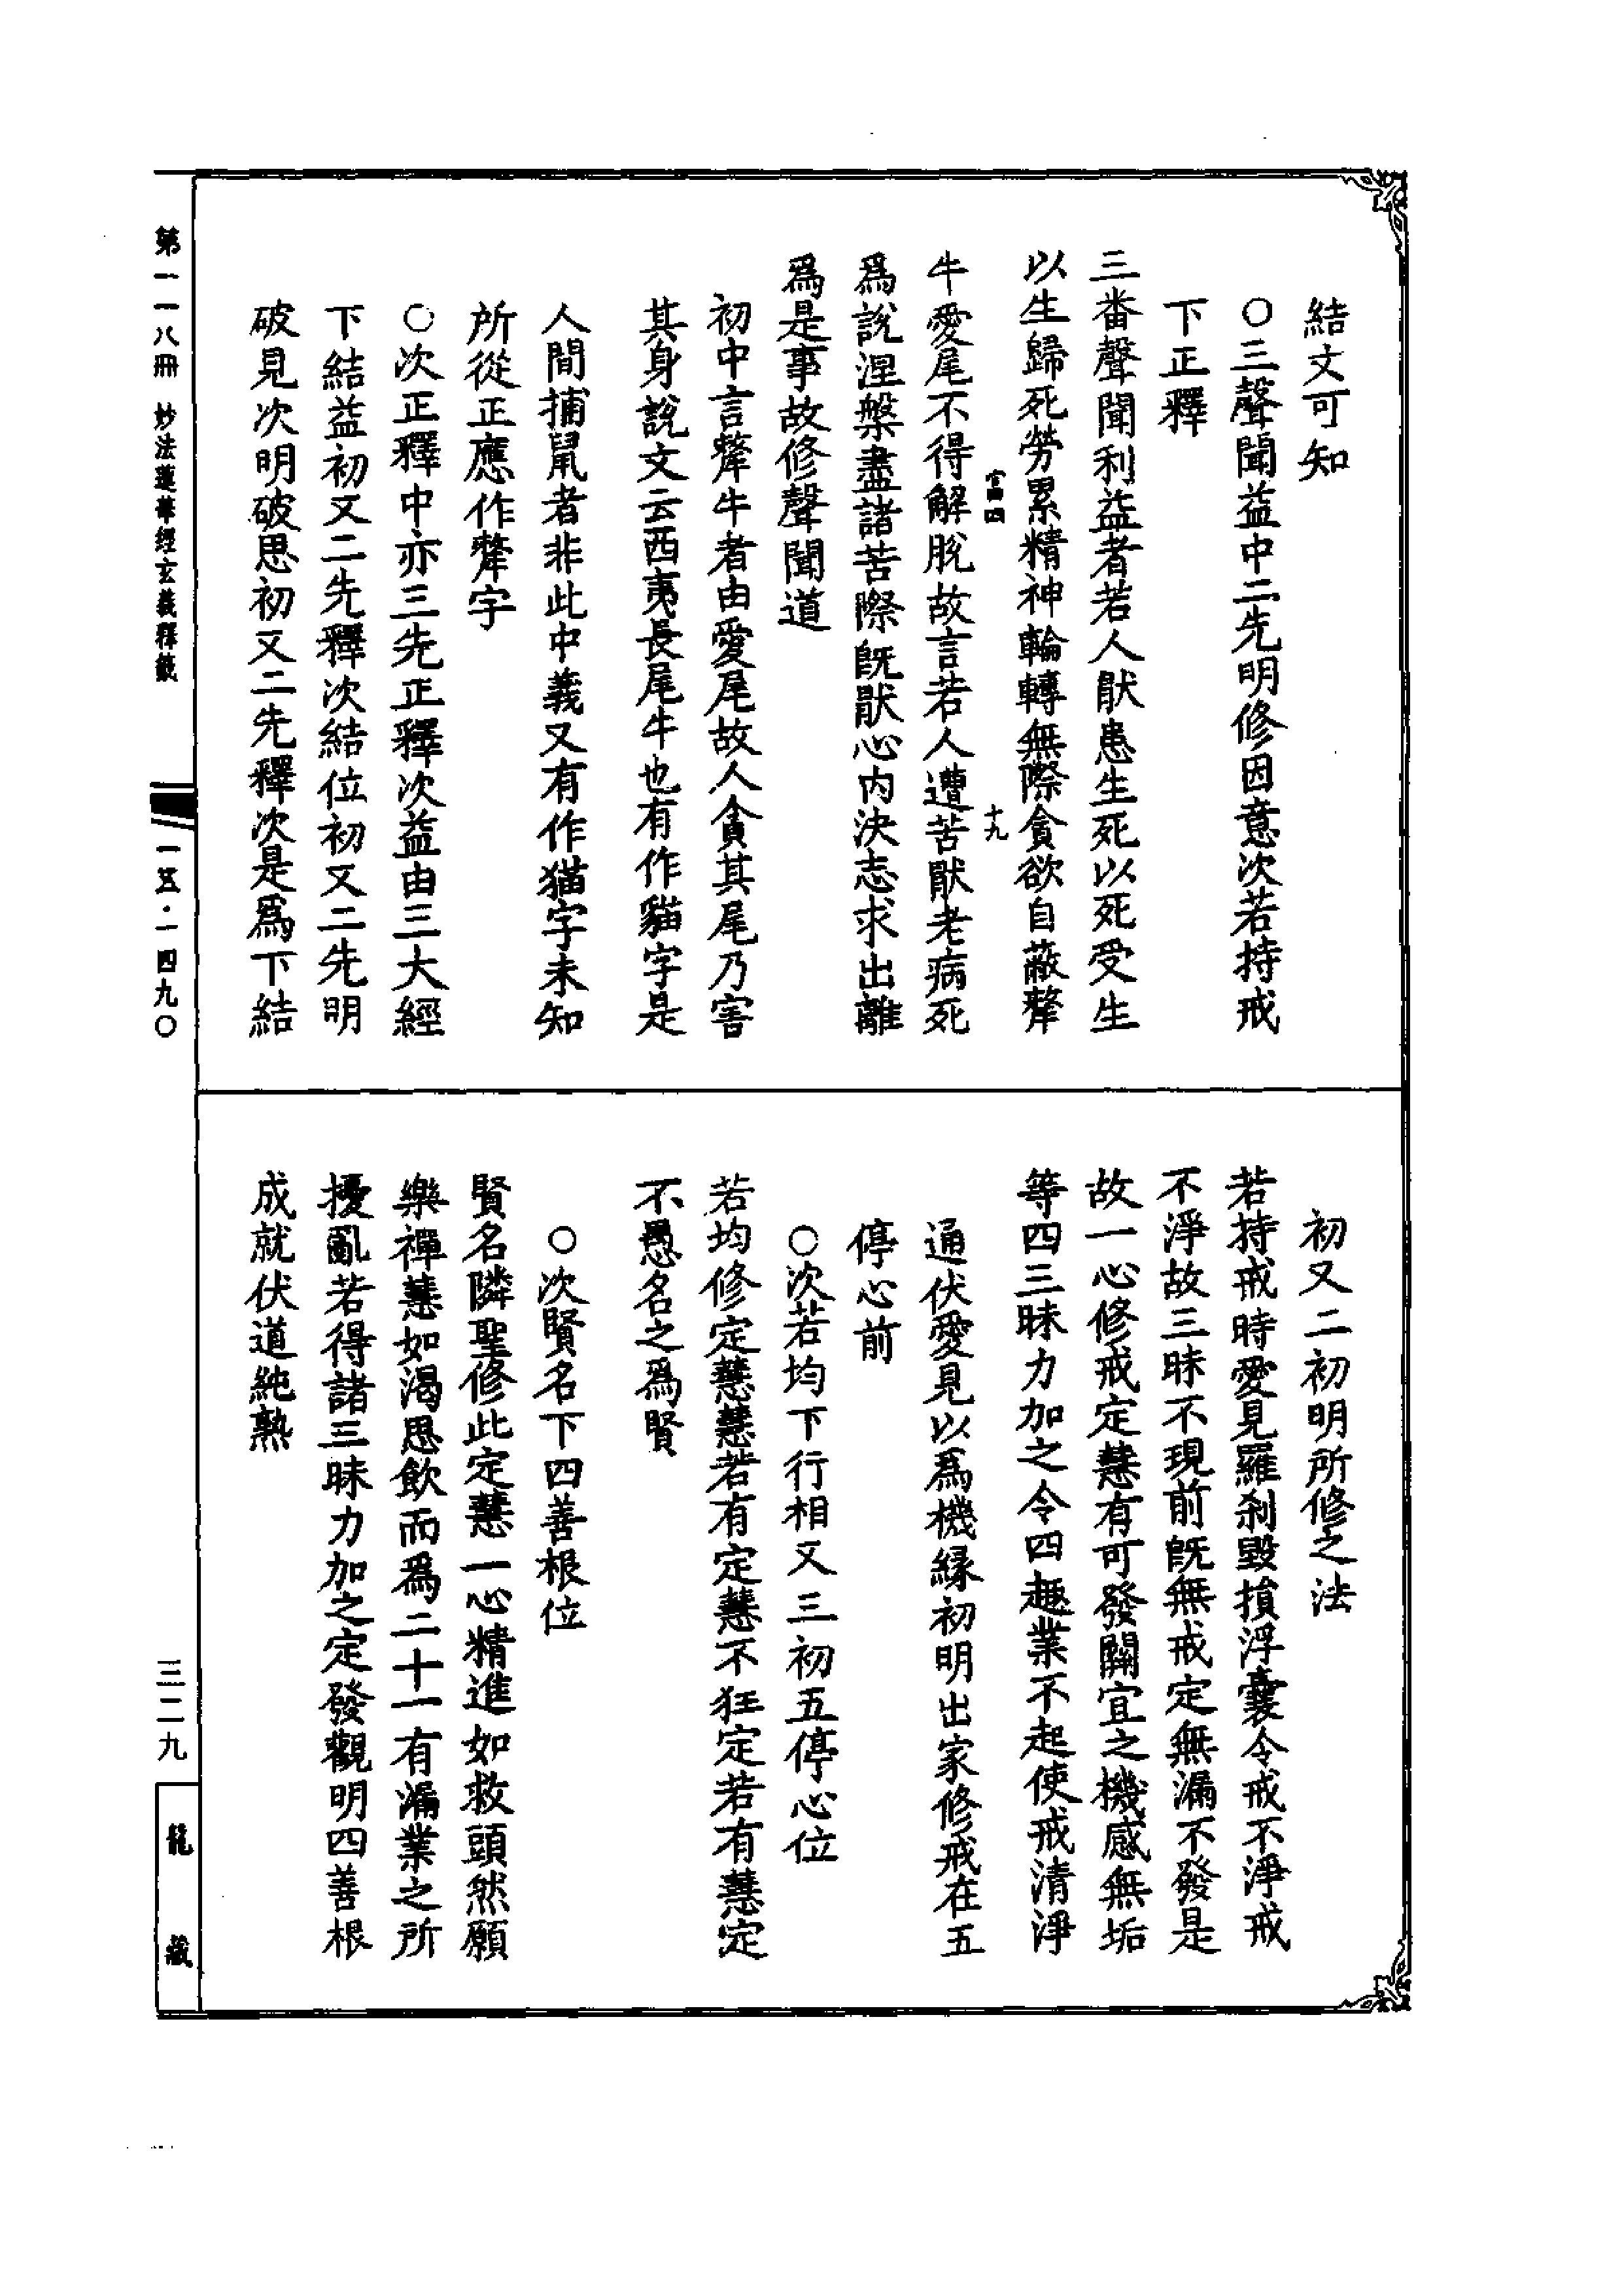 結文可知
〇三聲聞益中二先明修因意次若持戒
下正釋
三番聲聞利益者若人猒患生死以死受生
以生歸死勞累精神輪轉無際貪欲自蔽犛
十九
牛愛尾不得解脫故言若人遭苦猒老病死
爲說涅槃盡諸苦際旣猒心內決志求出離
爲是事故修聲聞道
初中言犛牛者由愛尾故人貪其尾乃害
其身說文云西夷長尾牛也有作貓字是
人間捕鼠者非此中義又有作猫字未知
所從正應作犛字
〇次正釋中亦三先正釋次益由三大經
下結益初又二先釋次結位初又二先明
破見次明破思初又二先釋次是爲下結
初又二初明所修之法
若持戒時愛見羅刹毀損浮囊令戒不淨戒
不淨故三昧不現前旣無戒定無漏不發是
故一心修戒定慧有可發關宜之機感無垢
等四三昧力加之令四趣業不起使戒清淨
通伏愛見以爲機緣初明出家修戒在五
停心前
〇次若均下行相又三初五停心位
若均修定慧慧若有定慧不狂定若有慧定
不愚名之爲賢
〇次賢名下四善根位
賢名隣聖修此定慧一心精進如救頭然願
樂禪慧如渴思飲而爲二十一有漏業之所
擾亂若得諸三昧力加之定發觀明四善根
成就伏道純熟
第一一八冊 妙法蓮華經玄義釋籤
一五·一四九〇
三二九
龍藏